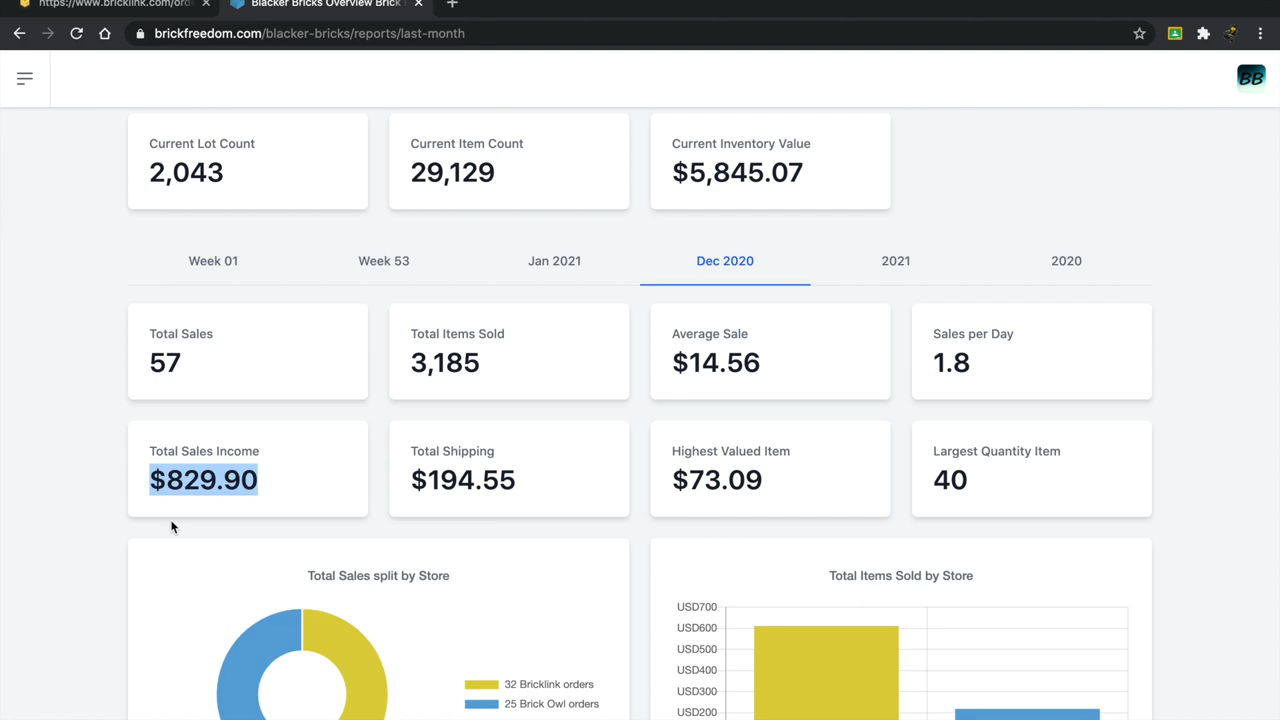 https://www.bricklink.com/ord
Blacker Bricks Overview Brick
brickfreedom.com/blacker-bricks/reports/last-month
BB
Current Lot Count
2,043
Current Item Count
29,129
Current Inventory Value
$5,845.07
Week 01
Week 53
Jan 2021
Dec 2020
2021
2020
Total Sales
57
Total Items Sold
3,185
Average Sale
$14.56
Sales per Day
1.8
Total Sales Income
$829.90
Total Shipping
$194.55
Highest Valued Item
$73.09
Largest Quantity Item
40
Total Sales split by Store
32 Bricklink orders
25 Brick Owl orders
Total Items Sold by Store
USD700
USD600
USD500
USD400
USD300
USD200